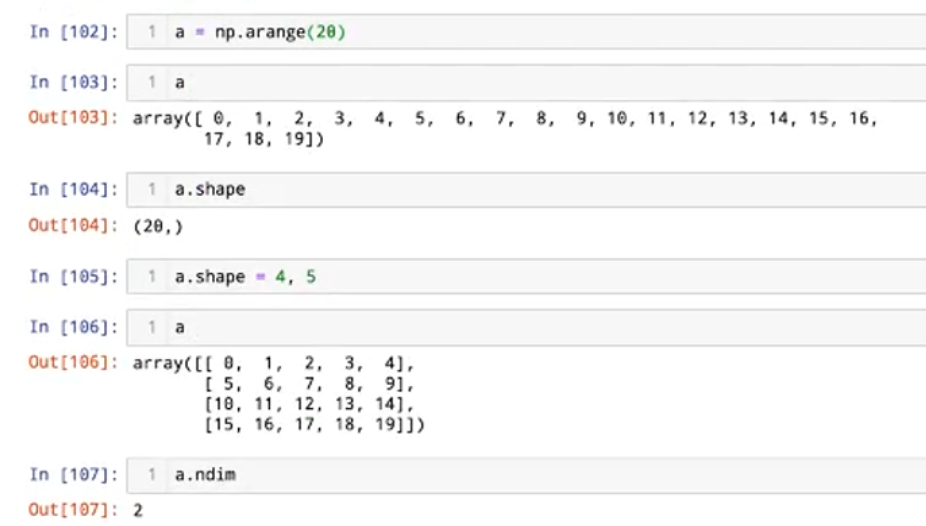 In [102]: 1 a = np.arange(20)
In [103]: 1 a
Out[103]: array([ 0,  1,  2,  3,  4,  5,  6,  7,  8,  9, 10, 11, 12, 13, 14, 15, 16,
       17, 18, 19])
In [104]: 1 a.shape
Out[104]: (20,)
In [105]: 1 a.shape = 4, 5
In [106]: 1 a
Out[106]: array([[ 0,  1,  2,  3,  4],
       [ 5,  6,  7,  8,  9],
       [10, 11, 12, 13, 14],
       [15, 16, 17, 18, 19]])
In [107]: 1 a.ndim
Out[107]: 2